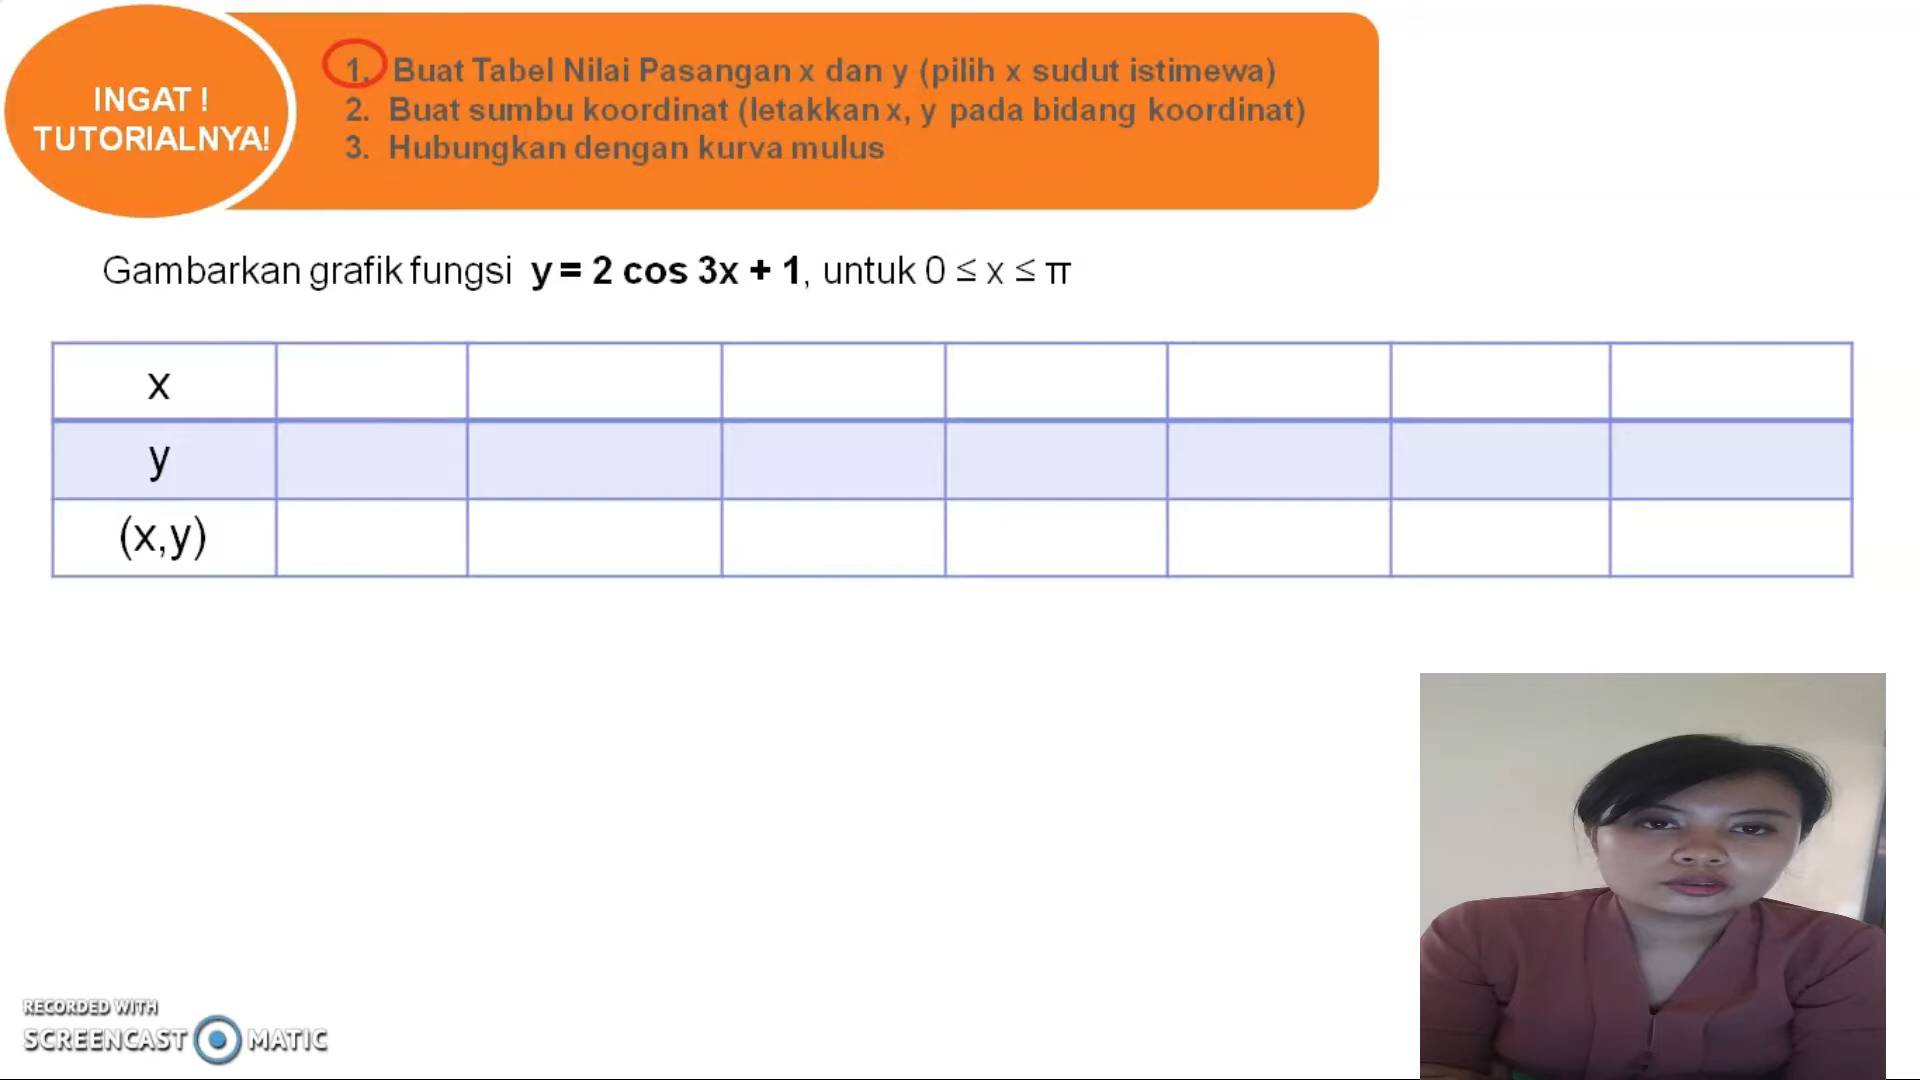 INGAT !
TUTORIALNYA!
1. Buat Tabel Nilai Pasangan x dan y (pilih x sudut istimewa)
2. Buat sumbu koordinat (letakkan x, y pada bidang koordinat)
3. Hubungkan dengan kurva mulus
Gambarkan grafik fungsi y = 2 cos 3x + 1, untuk 0 ≤ x ≤ π
x
y
(x,y)
RECORDED WITH
SCREENCAST MATIC